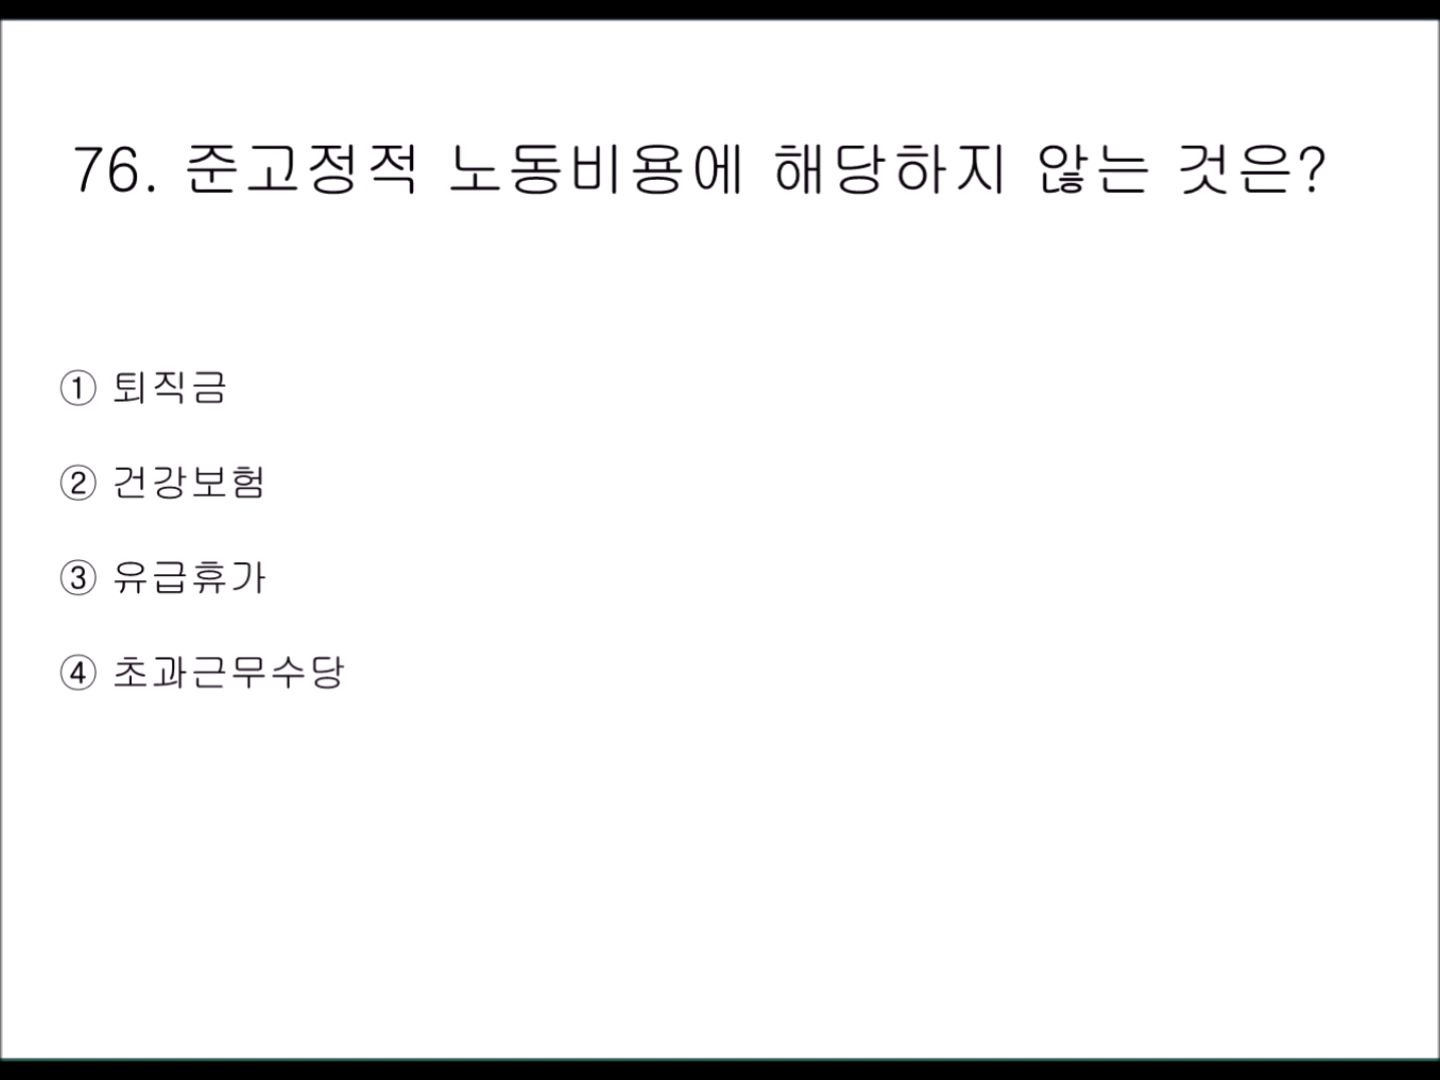 76. 준고정적 노동비용에 해당하지 않는 것은?
① 퇴직금
② 건강보험
③ 유급휴가
④ 초과근무수당